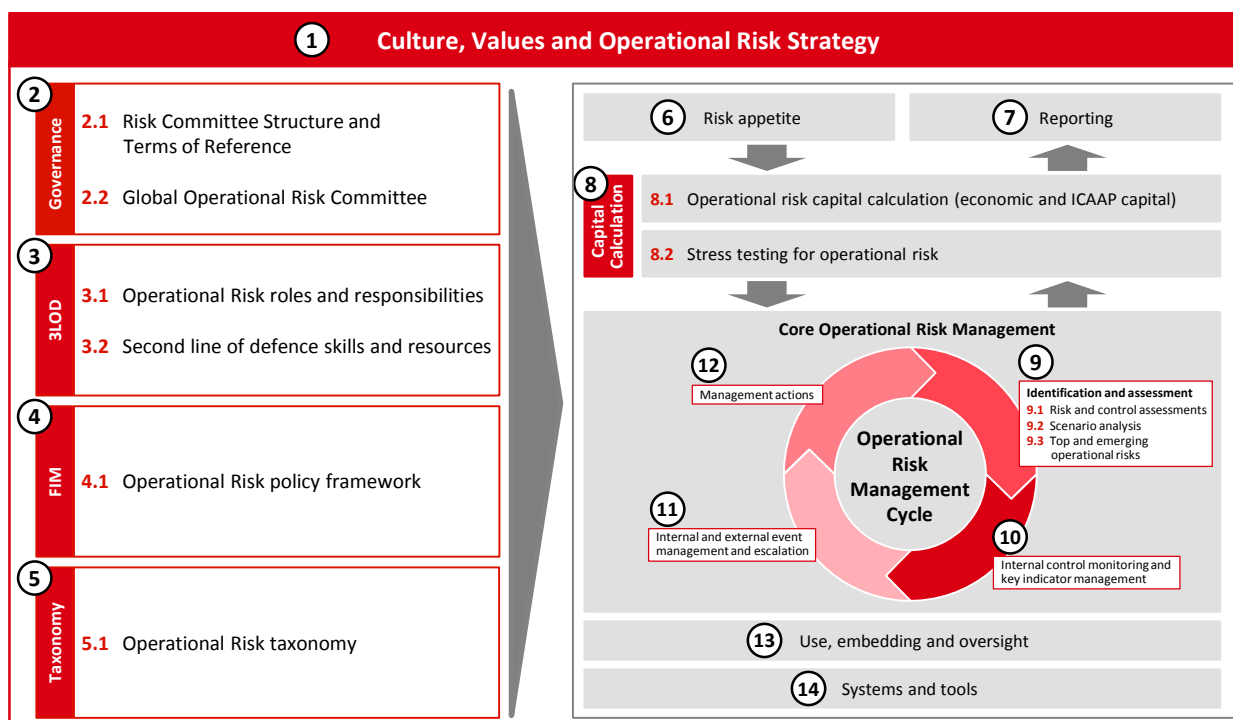 1 Culture, Values and Operational Risk Strategy
2
Governance
2.1 Risk Committee Structure and
Terms of Reference
2.2 Global Operational Risk Committee
3
3LOD
3.1 Operational Risk roles and responsibilities
3.2 Second line of defence skills and resources
4
FIM
4.1 Operational Risk policy framework
5
Taxonomy
5.1 Operational Risk taxonomy
6 Risk appetite
7 Reporting
8
Capital
Calculation
8.1 Operational risk capital calculation (economic and ICAAP capital)
8.2 Stress testing for operational risk
Core Operational Risk Management
Operational
Risk
Management
Cycle
9
Identification and assessment
9.1 Risk and control assessments
9.2 Scenario analysis
9.3 Top and emerging
operational risks
10
Internal control monitoring and
key indicator management
11
Internal and external event
management and escalation
12
Management actions
13 Use, embedding and oversight
14 Systems and tools